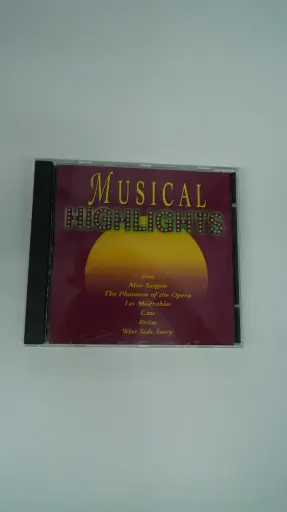 MUSICAL
HIGHLIGHTS
from
Miss Saigon
The Phantom of the Opera
Les Misérables
Cats
Evita
West Side Story